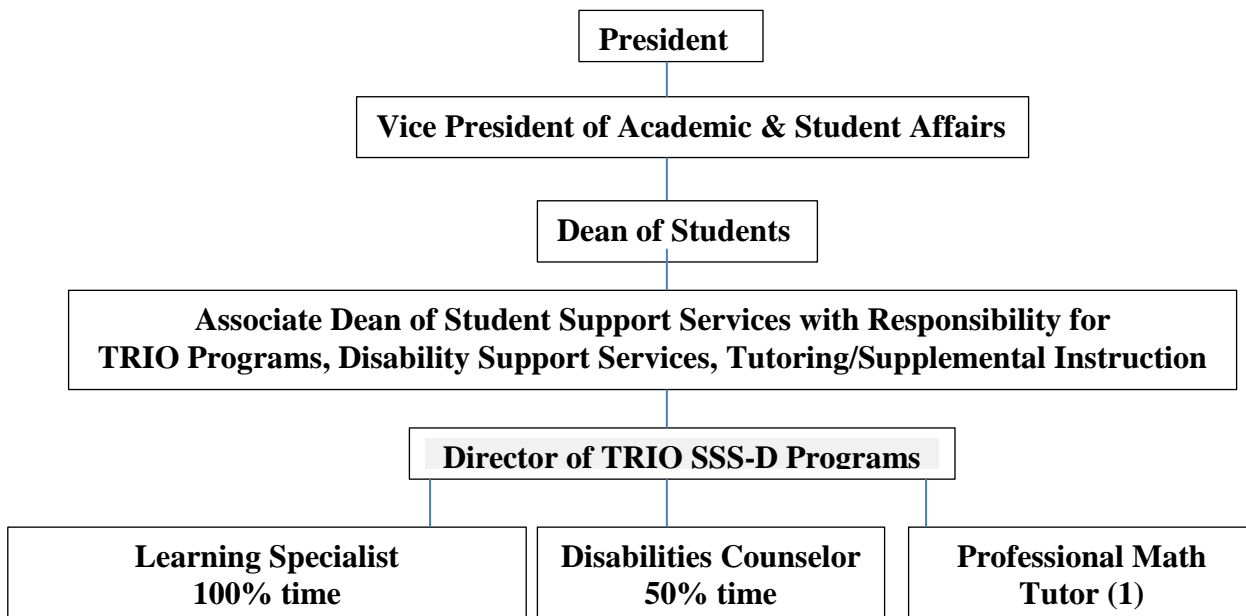 President
Vice President of Academic & Student Affairs
Dean of Students
Associate Dean of Student Support Services with Responsibility for
TRIO Programs, Disability Support Services, Tutoring/Supplemental Instruction
Director of TRIO SSS-D Programs
Learning Specialist
100% time
Disabilities Counselor
50% time
Professional Math
Tutor (1)